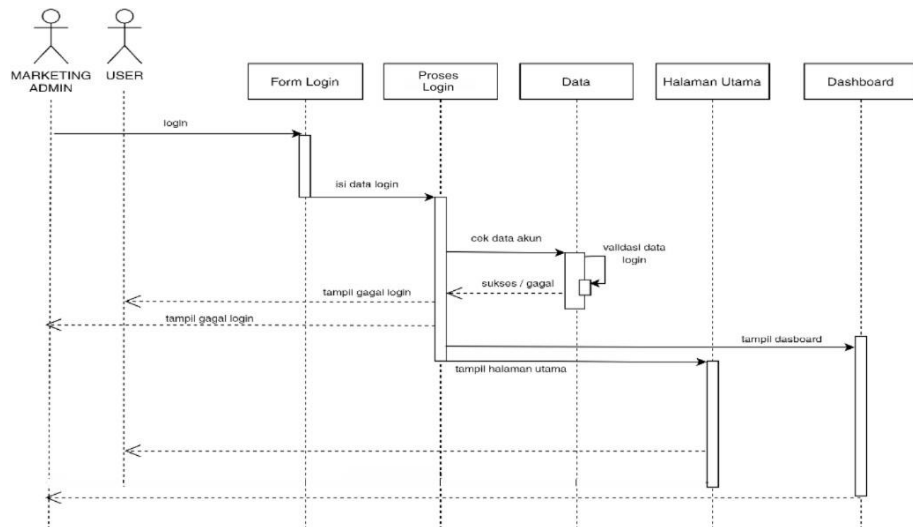 MARKETING
ADMIN
USER
Form Login
Proses
Login
Data
Halaman Utama
Dashboard
login
isi data login
cek data akun
validasi data
login
sukses / gagal
tampil gagal login
tampil gagal login
tampil dasboard
tampil halaman utama